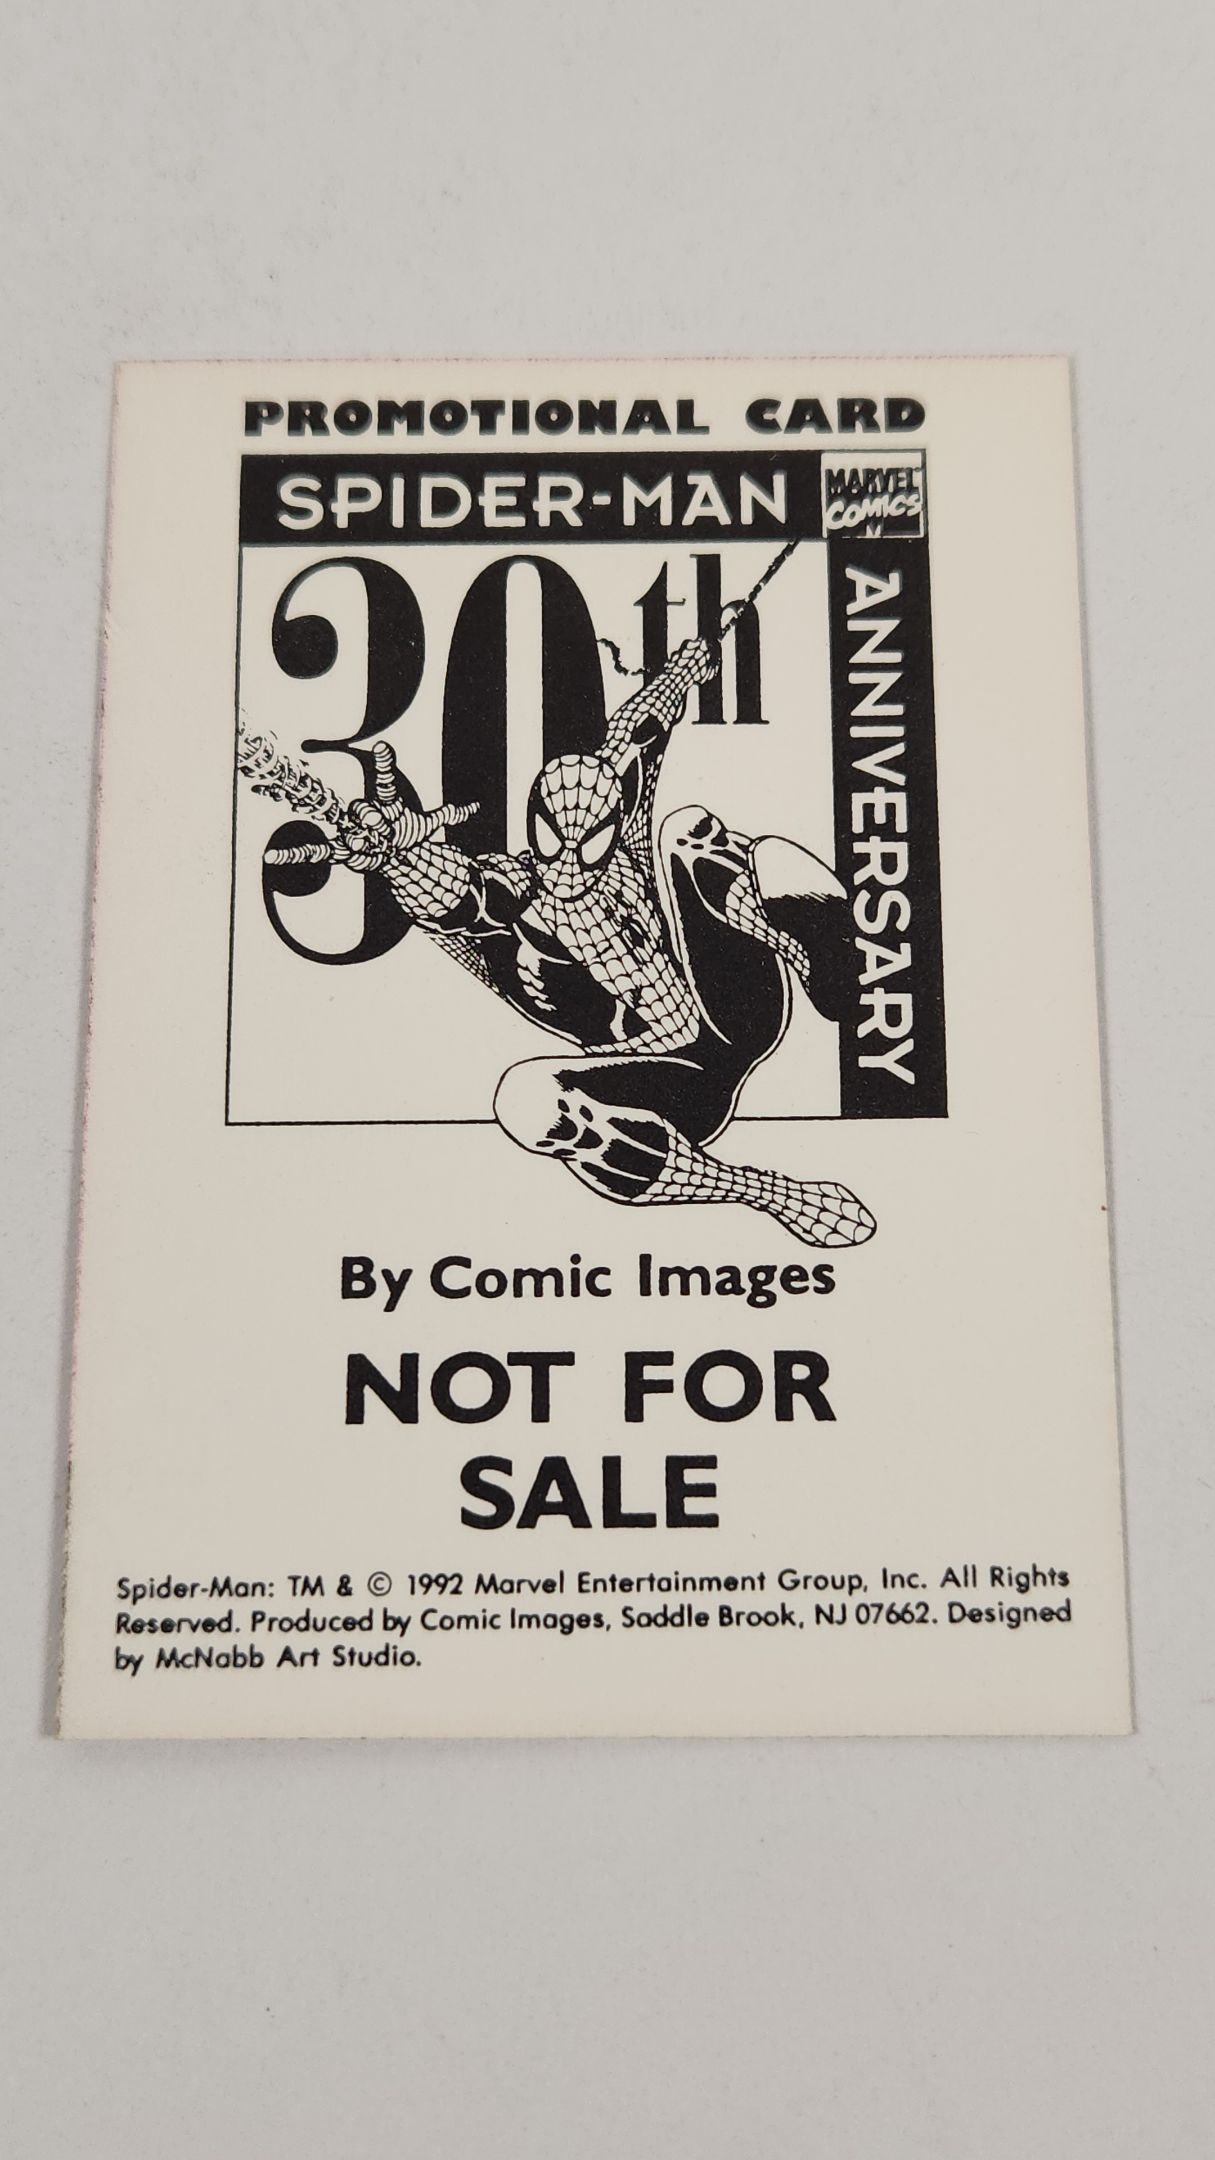 PROMOTIONAL CARD
SPIDER-MAN
MARVEL
COMICS
30th
ANNIVERSARY
By Comic Images
NOT FOR
SALE
Spider-Man: TM & © 1992 Marvel Entertainment Group, Inc. All Rights
Reserved. Produced by Comic Images, Saddle Brook, NJ 07662. Designed
by McNabb Art Studio.